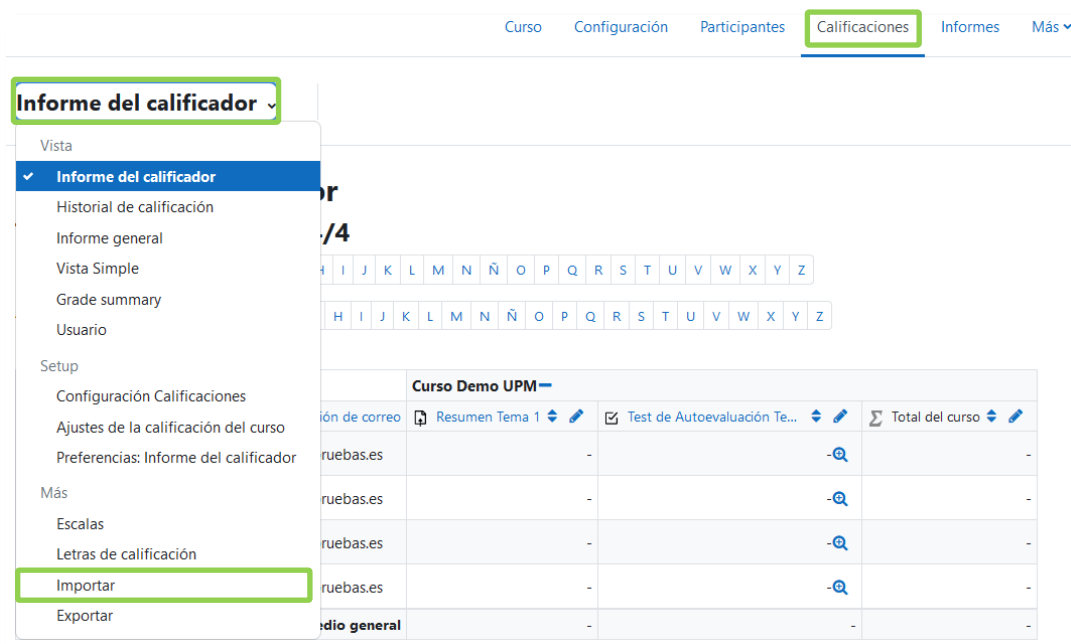 Curso Configuración Participantes Calificaciones Informes Más
Informe del calificador
Vista
Informe del calificador
Historial de calificación
Informe general
/4
Vista Simple
I J K L M N Ñ O P Q R S T U V W X Y Z
Grade summary
Usuario
H I J K L M N Ñ O P Q R S T U V W X Y Z
Setup
Configuración Calificaciones
Ajustes de la calificación del curso
Preferencias: Informe del calificador
Más
Escalas
Letras de calificación
Importar
Exportar
Curso Demo UPM
ión de correo Resumen Tema 1 Test de Autoevaluación Te... Total del curso
ruebas.es - - -
ruebas.es - - -
ruebas.es - - -
ruebas.es - - -
edio general - - -